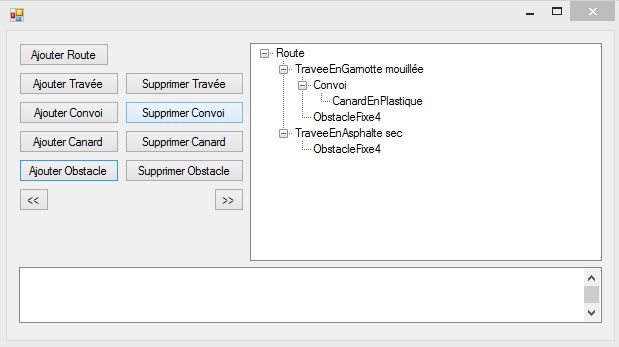 Ajouter Route
Ajouter Travée
Supprimer Travée
Ajouter Convoi
Supprimer Convoi
Ajouter Canard
Supprimer Canard
Ajouter Obstacle
Supprimer Obstacle
<<
>>
Route
TraveeEnGarnotte mouillée
Convoi
CanardEnPlastique
ObstacleFixe4
TraveeEnAsphalte sec
ObstacleFixe4